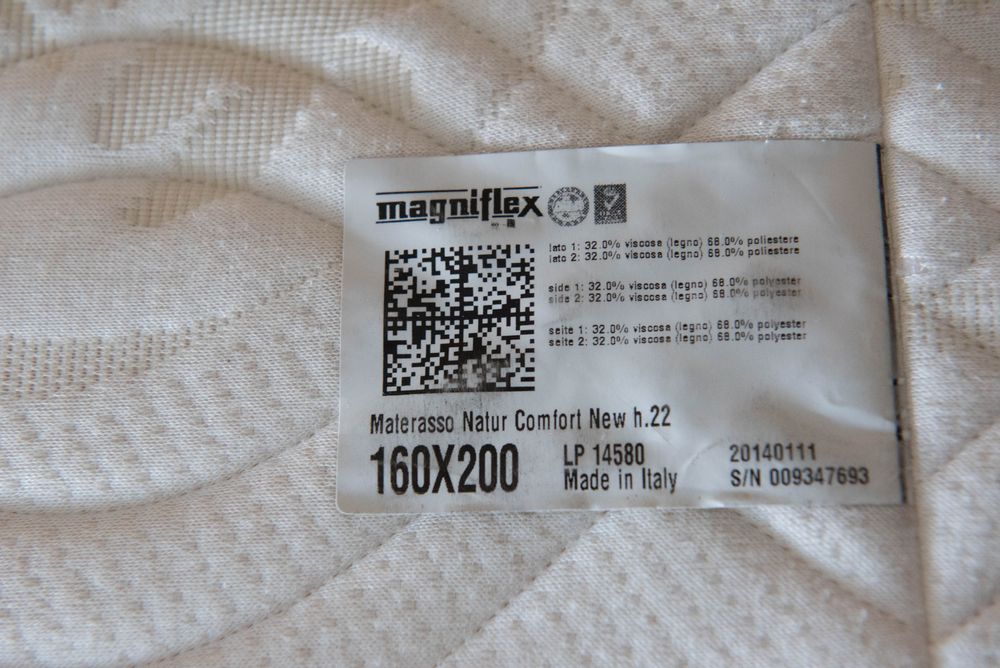 magniflex
lato 1: 32.0% viscosa (legno) 68.0% poliestere
lato 2: 32.0% viscosa (legno) 68.0% poliestere
side 1: 32.0% viscosa (legno) 68.0% polyester
side 2: 32.0% viscosa (legno) 68.0% polyester
seite 1: 32.0% viscosa (legno) 68.0% polyester
seite 2: 32.0% viscosa (legno) 68.0% polyester
Materasso Natur Comfort New h.22
160X200
LP 14580
Made in Italy
20140111
S/N 009347693